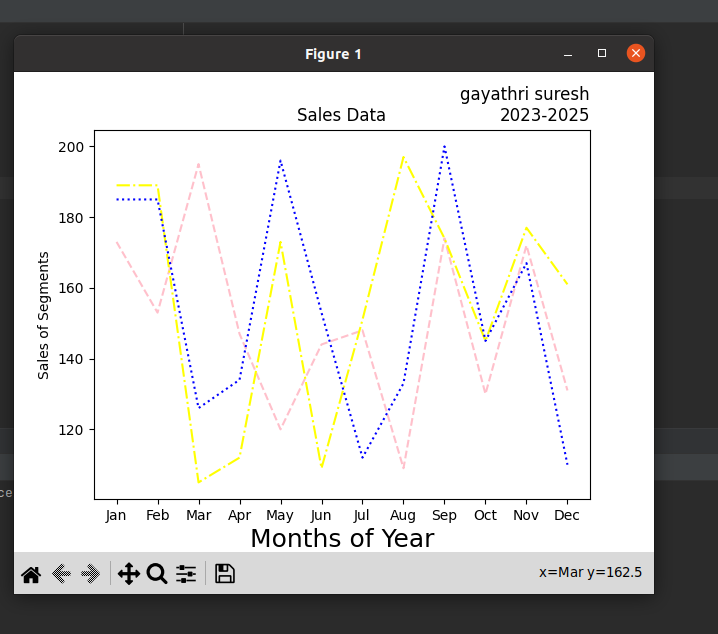 Figure 1
gayathri suresh
Sales Data
2023-2025
Sales of Segments
200
180
160
140
120
Jan Feb Mar Apr May Jun Jul Aug Sep Oct Nov Dec
Months of Year
ce
x=Mar y=162.5